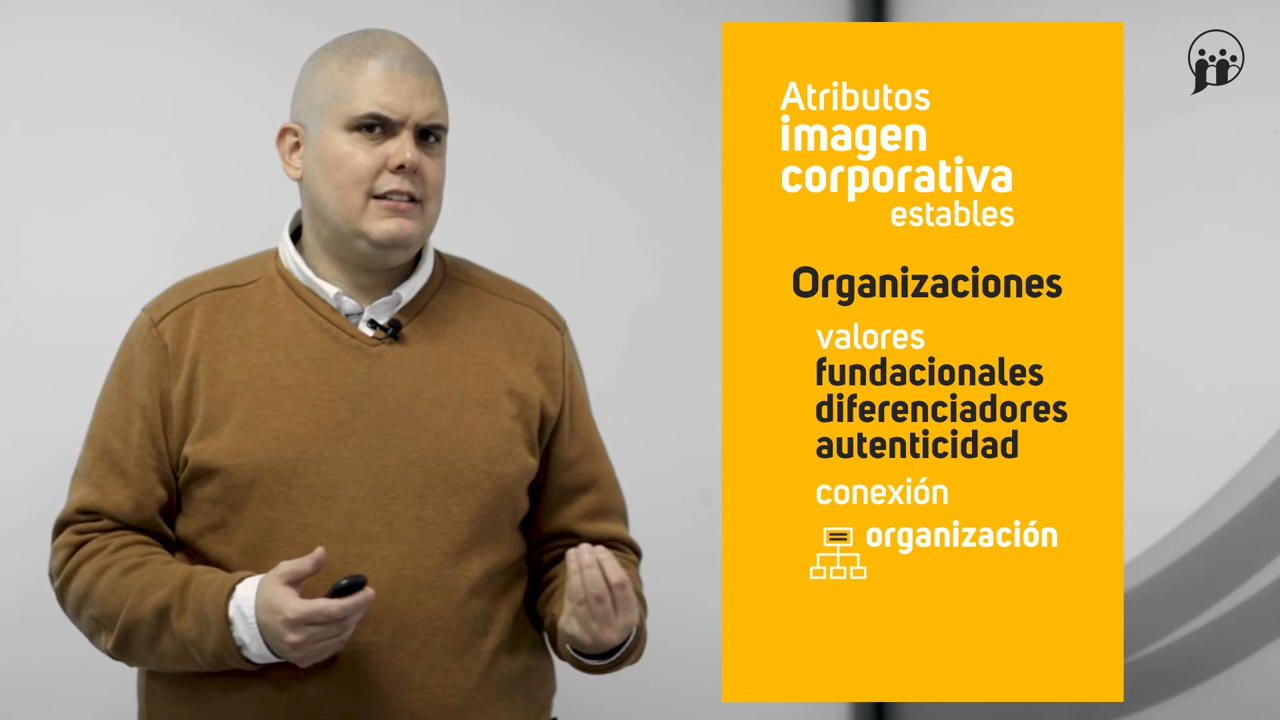 Atributos
imagen
corporativa
estables
Organizaciones
valores
fundacionales
diferenciadores
autenticidad
conexión
organización